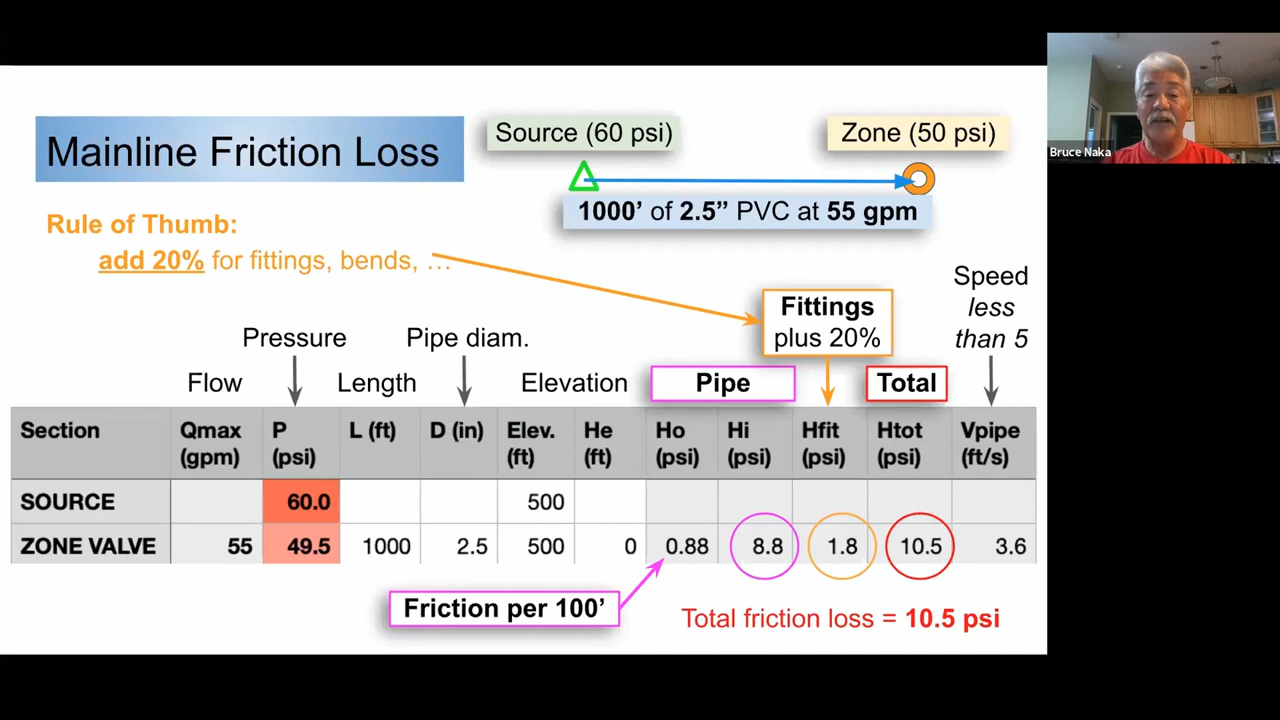 Mainline Friction Loss
Source (60 psi)
Zone (50 psi)
1000’ of 2.5” PVC at 55 gpm
Rule of Thumb:
add 20% for fittings, bends, …
Speed
less
than 5
Fittings
plus 20%
Pressure
Pipe diam.
Flow
Length
Elevation
Pipe
Total
Section Qmax (gpm) P (psi) L (ft) D (in) Elev. (ft) He (ft) Ho (psi) Hi (psi) Hfit (psi) Htot (psi) Vpipe (ft/s)
SOURCE 60.0 500
ZONE VALVE 55 49.5 1000 2.5 500 0 0.88 8.8 1.8 10.5 3.6
Friction per 100’
Total friction loss = 10.5 psi
Bruce Naka